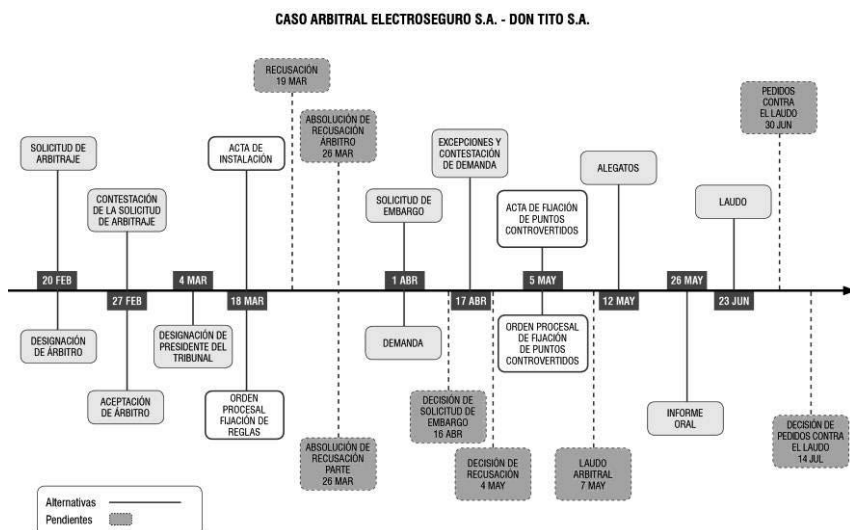 CASO ARBITRAL ELECTROSEGURO S.A. - DON TITO S.A.
RECUSACIÓN
19 MAR
PEDIDOS
CONTRA
EL LAUDO
30 JUN
ABSOLUCIÓN DE
RECUSACIÓN
ÁRBITRO
26 MAR
SOLICITUD DE
ARBITRAJE
ACTA DE
INSTALACIÓN
EXCEPCIONES Y
CONTESTACIÓN
DE DEMANDA
ALEGATOS
CONTESTACIÓN
DE LA SOLICITUD
DE ARBITRAJE
SOLICITUD DE
EMBARGO
ACTA DE FIJACIÓN
DE PUNTOS
CONTROVERTIDOS
LAUDO
20 FEB
4 MAR
1 ABR
5 MAY
26 MAY
27 FEB
18 MAR
17 ABR
12 MAY
23 JUN
DESIGNACIÓN
DE ÁRBITRO
DESIGNACIÓN DE
PRESIDENTE DEL
TRIBUNAL
DEMANDA
ORDEN PROCESAL
DE FIJACIÓN
DE PUNTOS
CONTROVERTIDOS
ACEPTACIÓN
DE ÁRBITRO
ORDEN
PROCESAL
FIJACIÓN DE
REGLAS
DECISIÓN DE
SOLICITUD DE
EMBARGO
16 ABR
INFORME
ORAL
DECISIÓN DE
PEDIDOS CONTRA
EL LAUDO
14 JUL
ABSOLUCIÓN DE
RECUSACIÓN
PARTE
26 MAR
DECISIÓN DE
RECUSACIÓN
4 MAY
LAUDO
ARBITRAL
7 MAY
Alternativas
Pendientes